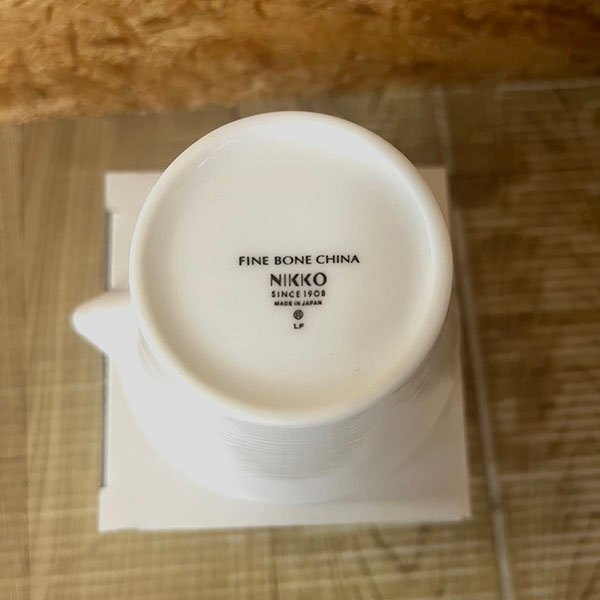 FINE BONE CHINA
NIKKO
SINCE 1908
MADE IN JAPAN
LF